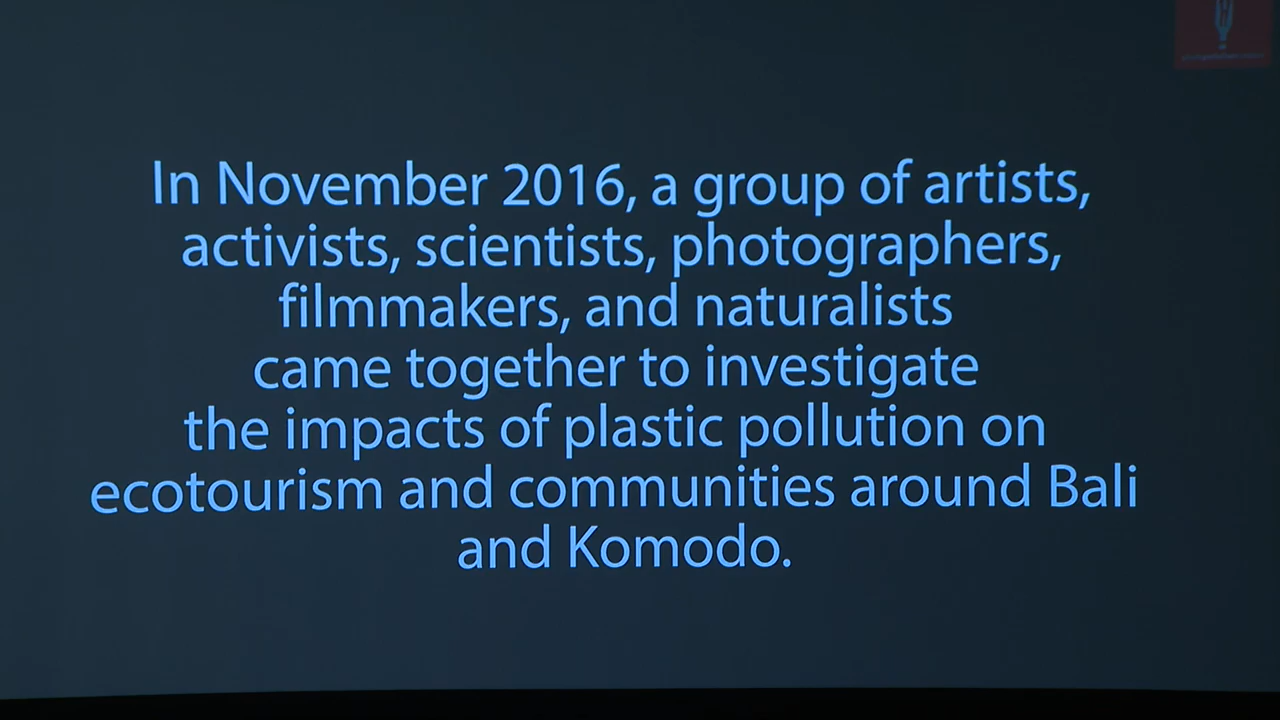 In November 2016, a group of artists,
activists, scientists, photographers,
filmmakers, and naturalists
came together to investigate
the impacts of plastic pollution on
ecotourism and communities around Bali
and Komodo.